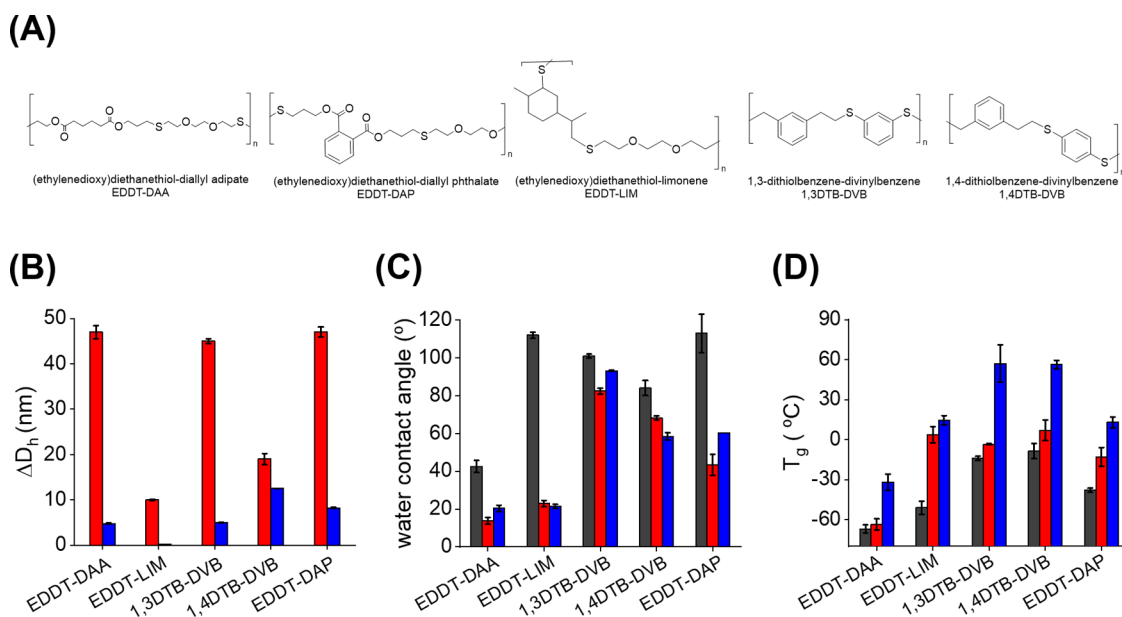 (A)
(ethylenedioxy)diethanethiol-diallyl adipate
EDDT-DAA
(ethylenedioxy)diethanethiol-diallyl phthalate
EDDT-DAP
(ethylenedioxy)diethanethiol-limonene
EDDT-LIM
1,3-dithiolbenzene-divinylbenzene
1,3DTB-DVB
1,4-dithiolbenzene-divinylbenzene
1,4DTB-DVB
O O O O S O O S n
S O O O O S O O n
S S O O n
S S n
S S n
(B)
ΔDh (nm)
50
40
30
20
10
0
EDDT-DAA
EDDT-LIM
1,3DTB-DVB
1,4DTB-DVB
EDDT-DAP
(C)
water contact angle (º)
120
100
80
60
40
20
0
EDDT-DAA
EDDT-LIM
1,3DTB-DVB
1,4DTB-DVB
EDDT-DAP
(D)
Tg ( ºC)
90
60
30
0
-30
-60
EDDT-DAA
EDDT-LIM
1,3DTB-DVB
1,4DTB-DVB
EDDT-DAP